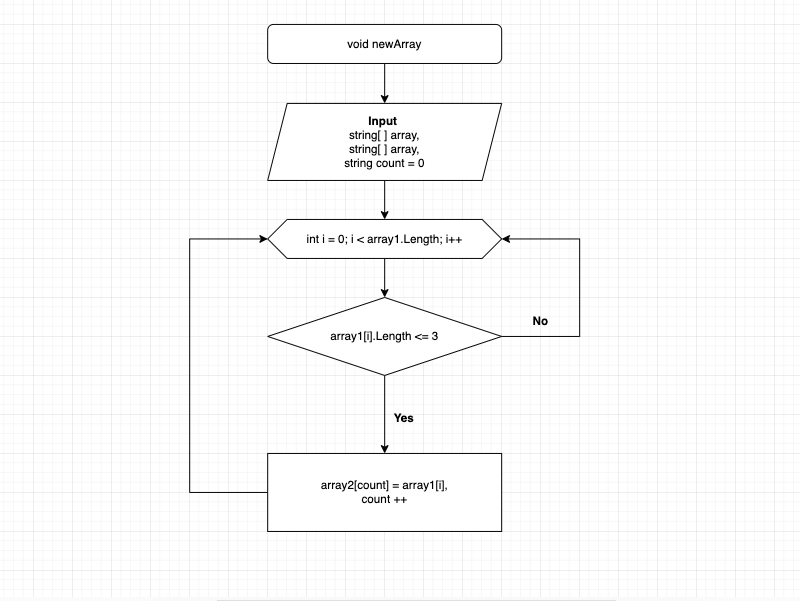 void newArray
Input
string[ ] array,
string[ ] array,
string count = 0
int i = 0; i < array1.Length; i++
array1[i].Length <= 3
No
Yes
array2[count] = array1[i],
count ++